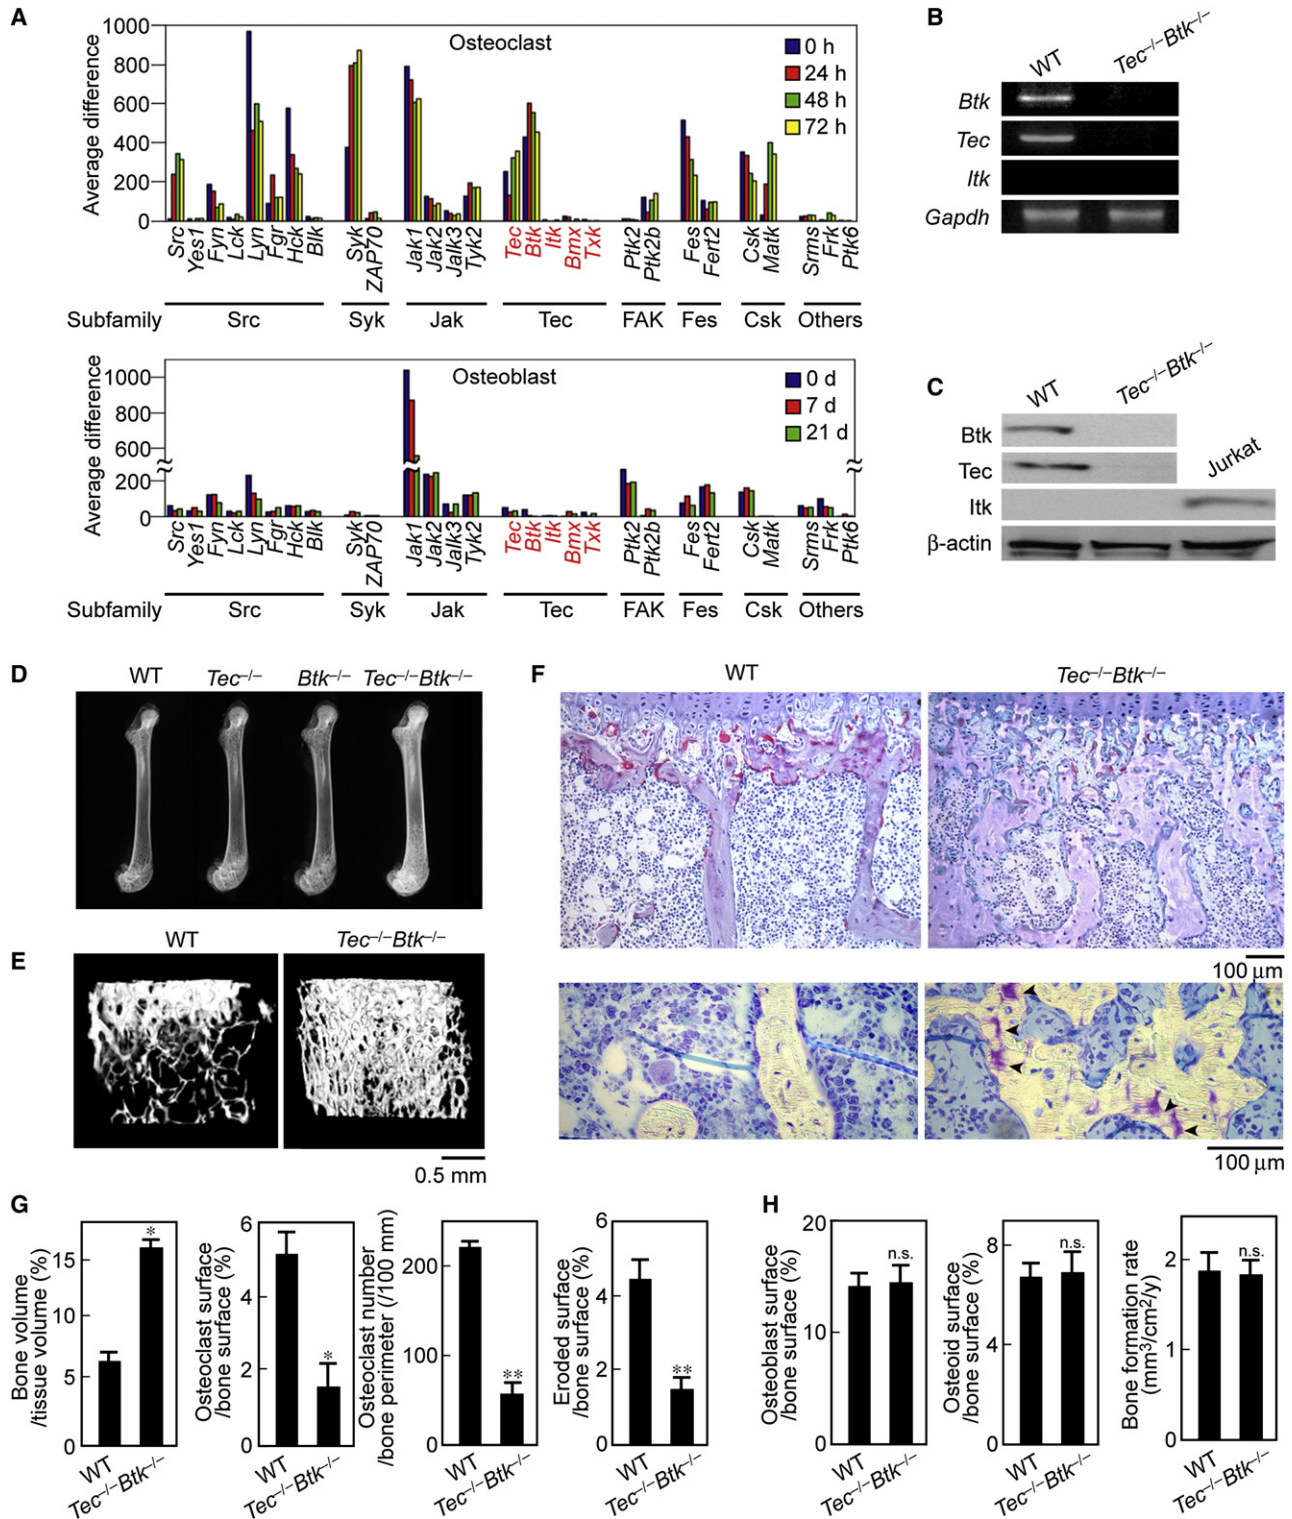 A
Osteoclast
Average difference
1000
800
600
400
200
0
0 h
24 h
48 h
72 h
Src Yes1 Fyn Lck Lyn Fgr Hck Blk Syk ZAP70 Jak1 Jak2 Jalk3 Tyk2 Tec Btk Itk Bmx Txk Ptk2 Ptk2b Fes Fert2 Csk Matk Srms Frk Ptk6
Subfamily Src Syk Jak Tec FAK Fes Csk Others
Osteoblast
Average difference
1000
800
600
200
0
0 d
7 d
21 d
Src Yes1 Fyn Lck Lyn Fgr Hck Blk Syk ZAP70 Jak1 Jak2 Jalk3 Tyk2 Tec Btk Itk Bmx Txk Ptk2 Ptk2b Fes Fert2 Csk Matk Srms Frk Ptk6
Subfamily Src Syk Jak Tec FAK Fes Csk Others
B
WT Tec–/–Btk–/–
Btk
Tec
Itk
Gapdh
C
WT Tec–/–Btk–/–
Btk
Tec
Jurkat
Itk
β-actin
D
WT Tec–/– Btk–/– Tec–/–Btk–/–
E
WT Tec–/–Btk–/–
0.5 mm
F
WT Tec–/–Btk–/–
100 μm
100 μm
G
Bone volume
/tissue volume (%)
15
10
5
0
*
WT
Tec–/–Btk–/–
Osteoclast surface
/bone surface (%)
6
4
2
0
*
WT
Tec–/–Btk–/–
Osteoclast number
/bone perimeter (/100 mm)
200
100
0
**
WT
Tec–/–Btk–/–
Eroded surface
/bone surface (%)
6
4
2
0
**
WT
Tec–/–Btk–/–
H
Osteoblast surface
/bone surface (%)
20
10
0
n.s.
WT
Tec–/–Btk–/–
Osteoid surface
/bone surface (%)
8
4
0
n.s.
WT
Tec–/–Btk–/–
Bone formation rate
(mm3/cm2/y)
2
1
0
n.s.
WT
Tec–/–Btk–/–